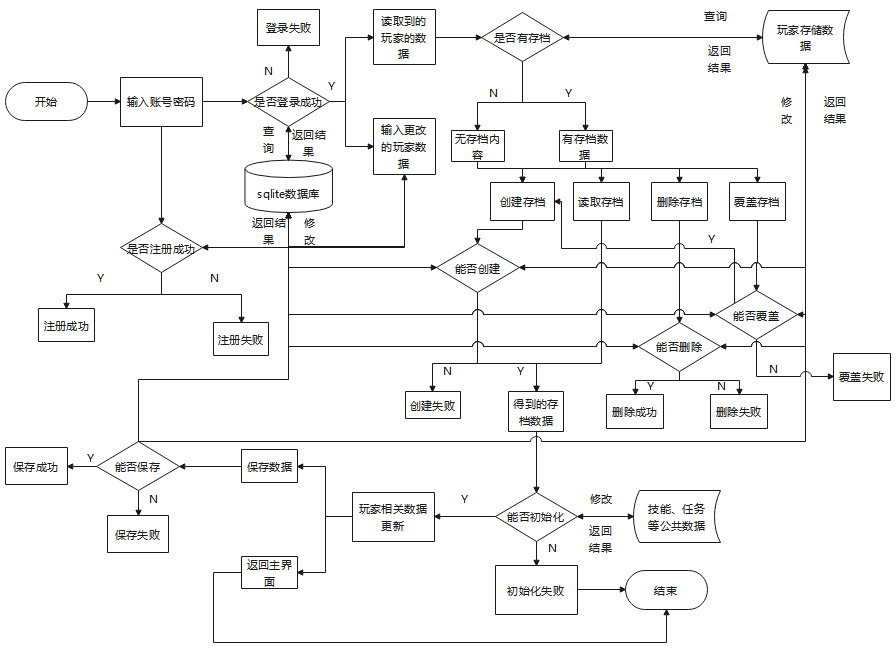 登录失败
读取到的
玩家的数
据
是否有存档
查询
返回
结果
玩家存储数
据
N
Y
开始
输入账号密码
是否登录成功
查
询
返回结
果
输入更改
的玩家数
据
N
Y
修
改
返回
结果
无存档内
容
有存档数
据
sqlite数据库
创建存档
读取存档
删除存档
覆盖存档
返回结
果
修
改
是否注册成功
Y
能否创建
Y
N
注册成功
注册失败
能否覆盖
能否删除
N
Y
N
覆盖失败
Y
N
创建失败
得到的存
档数据
删除成功
删除失败
保存成功
Y
能否保存
保存数据
N
保存失败
玩家相关数据
更新
Y
能否初始化
修改
返回
结果
技能、任务
等公共数据
N
返回主界
面
初始化失败
结束